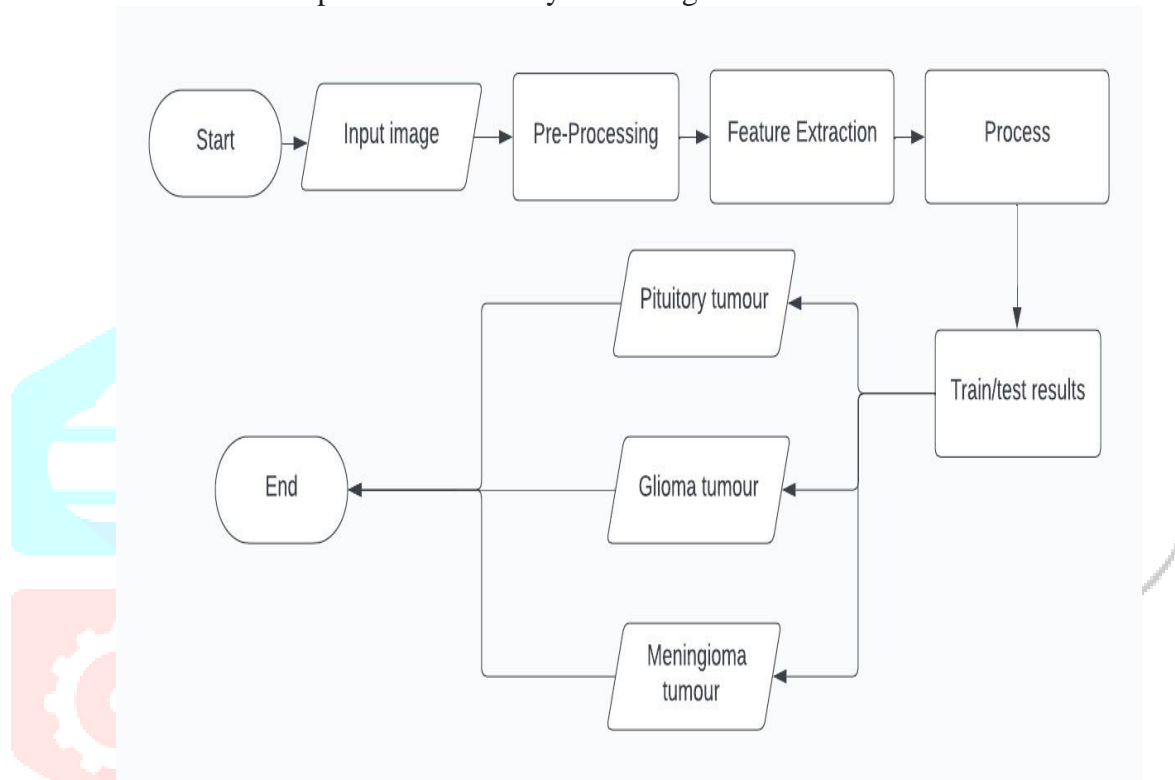 Start
Input image
Pre-Processing
Feature Extraction
Process
Pituitory tumour
Train/test results
Glioma tumour
End
Meningioma
tumour